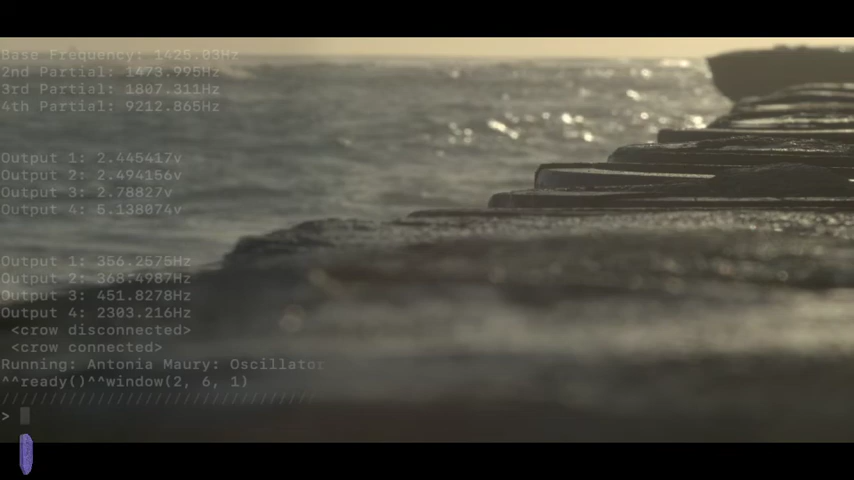 Base Frequency: 1425.03Hz
2nd Partial: 1473.995Hz
3rd Partial: 1807.311Hz
4th Partial: 9212.865Hz
Output 1: 2.445417v
Output 2: 2.494156v
Output 3: 2.78827v
Output 4: 5.138074v
Output 1: 356.2575Hz
Output 2: 368.4987Hz
Output 3: 451.8278Hz
Output 4: 2303.216Hz
<crow disconnected>
<crow connected>
Running: Antonia Maury: Oscillator
^^ready()^^window(2, 6, 1)
/////////////////////////////////
>